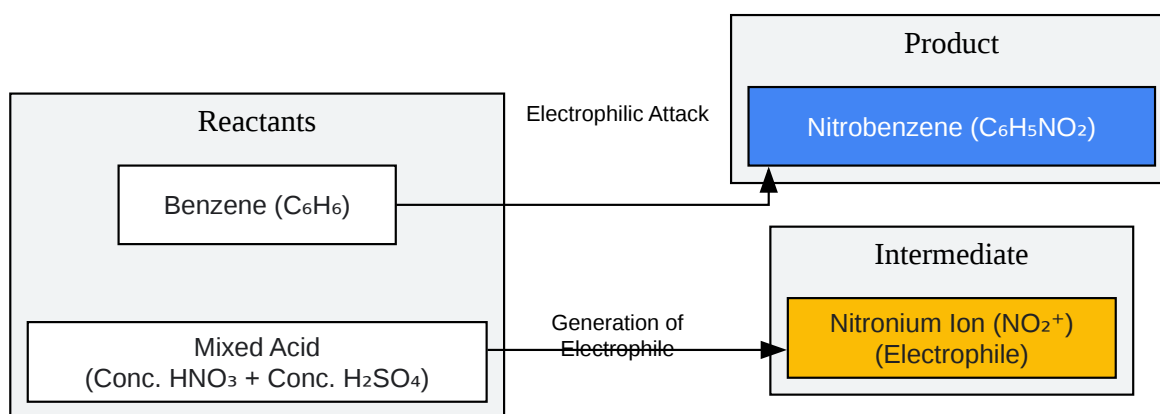 Product
Nitrobenzene (C₆H₅NO₂)
Electrophilic Attack
Reactants
Benzene (C₆H₆)
Intermediate
Nitronium Ion (NO₂⁺)
(Electrophile)
Generation of
Electrophile
Mixed Acid
(Conc. HNO₃ + Conc. H₂SO₄)